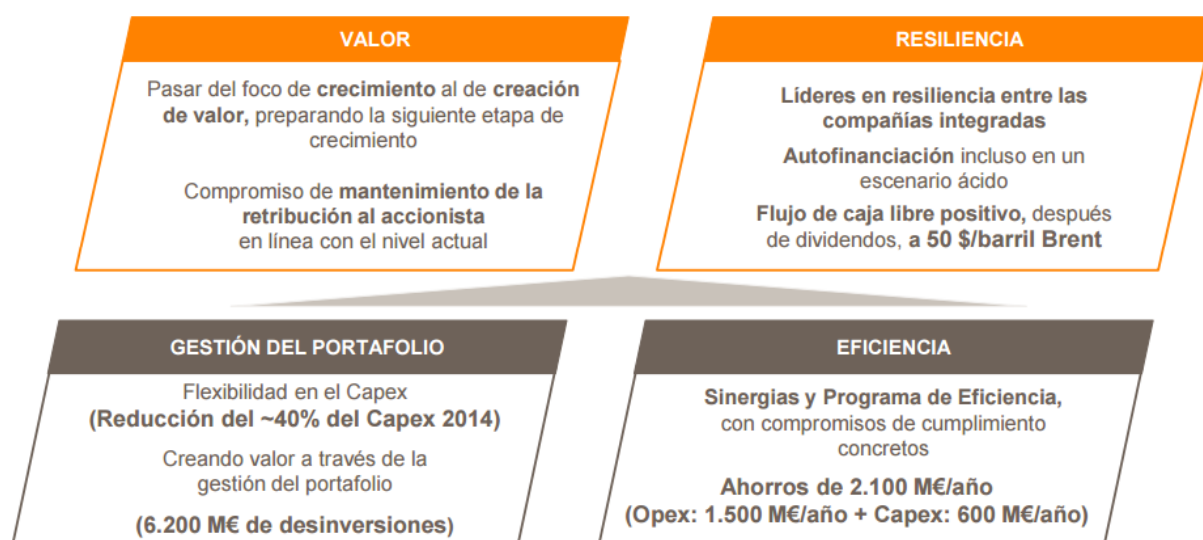 VALOR
Pasar del foco de crecimiento al de creación
de valor, preparando la siguiente etapa de
crecimiento
Compromiso de mantenimiento de la
retribución al accionista
en línea con el nivel actual
RESILIENCIA
Líderes en resiliencia entre las
compañías integradas
Autofinanciación incluso en un
escenario ácido
Flujo de caja libre positivo, después
de dividendos, a 50 $/barril Brent
GESTIÓN DEL PORTAFOLIO
Flexibilidad en el Capex
(Reducción del ~40% del Capex 2014)
Creando valor a través de la
gestión del portafolio
(6.200 M€ de desinversiones)
EFICIENCIA
Sinergias y Programa de Eficiencia,
con compromisos de cumplimiento
concretos
Ahorros de 2.100 M€/año
(Opex: 1.500 M€/año + Capex: 600 M€/año)